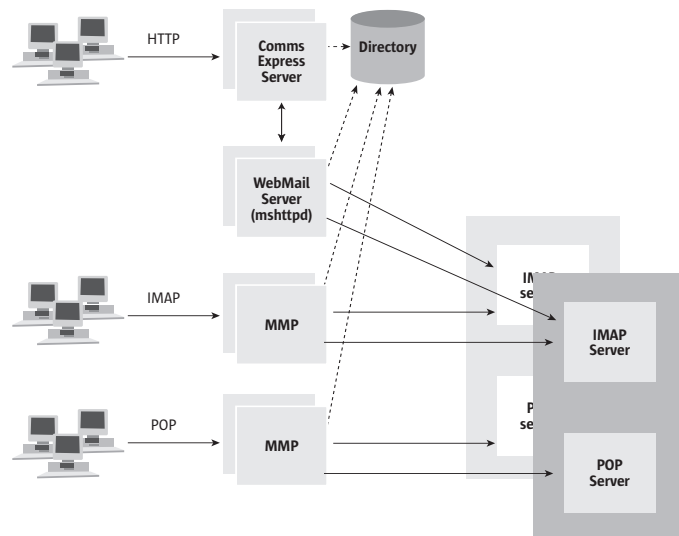 HTTP
Comms
Express
Server
Directory
WebMail
Server
(mshttpd)
IMAP
MMP
IMAP
Server
POP
MMP
POP
Server